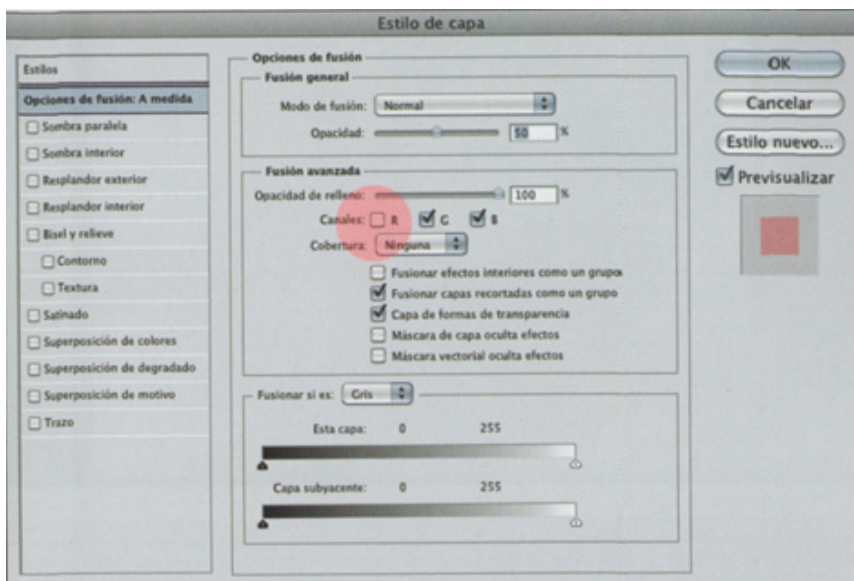 Estilo de capa
Estilos
Opciones de fusión: A medida
Sombra paralela
Sombra interior
Resplandor exterior
Resplandor interior
Bisel y relieve
Contorno
Textura
Satinado
Superposición de colores
Superposición de degradado
Superposición de motivo
Trazo
Opciones de fusión
Fusión general
Modo de fusión: Normal
Opacidad: 50 %
Fusión avanzada
Opacidad de relleno: 100 %
Canales: R G B
Cobertura: Ninguna
Fusionar efectos interiores como un grupo
Fusionar capas recortadas como un grupo
Capa de formas de transparencia
Máscara de capa oculta efectos
Máscara vectorial oculta efectos
Fusionar si es: Gris
Esta capa: 0 255
Capa subyacente: 0 255
OK
Cancelar
Estilo nuevo...
Previsualizar